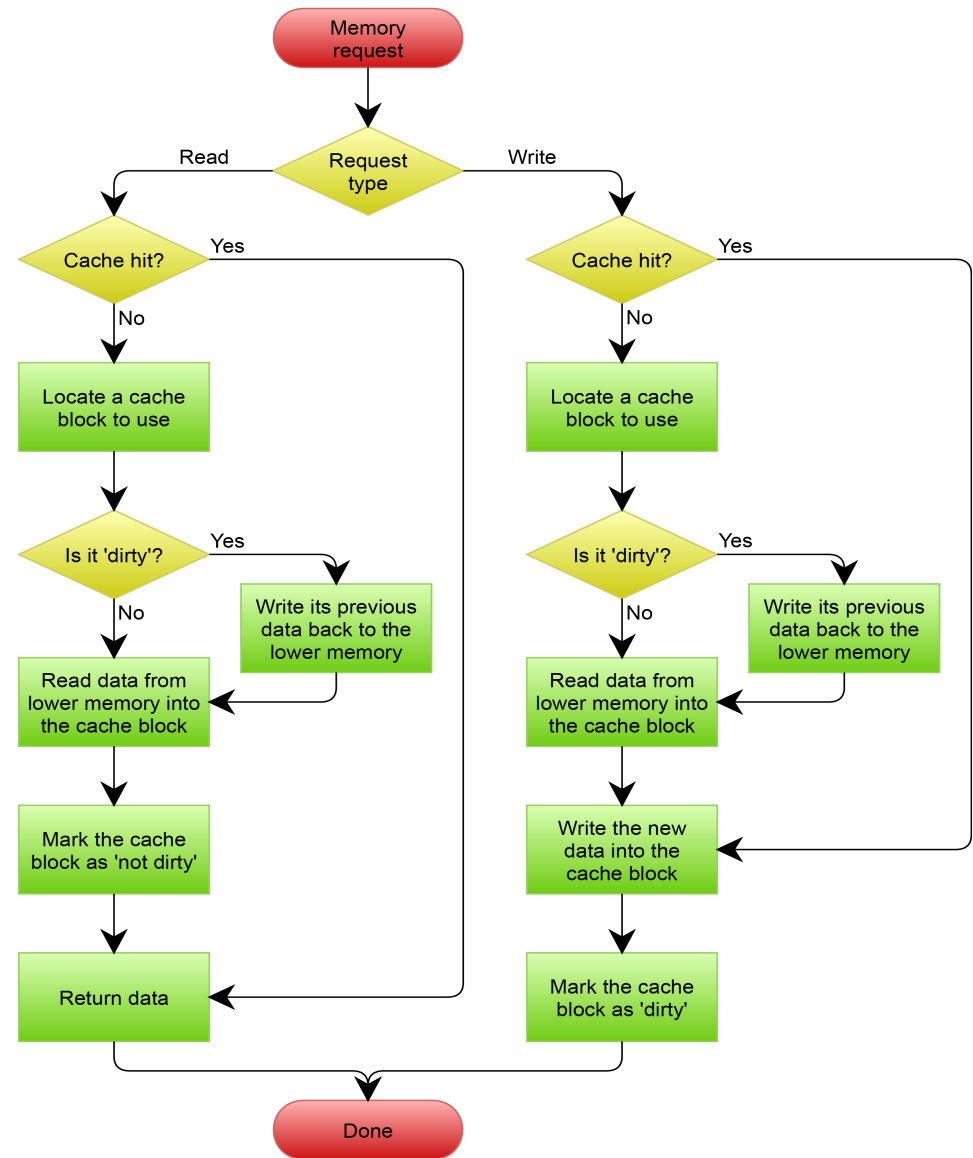 Memory
request
Request
type
Read
Write
Cache hit?
Yes
No
Locate a cache
block to use
Is it 'dirty'?
Yes
No
Write its previous
data back to the
lower memory
Read data from
lower memory into
the cache block
Mark the cache
block as 'not dirty'
Return data
Cache hit?
Yes
No
Locate a cache
block to use
Is it 'dirty'?
Yes
No
Write its previous
data back to the
lower memory
Read data from
lower memory into
the cache block
Write the new
data into the
cache block
Mark the cache
block as 'dirty'
Done